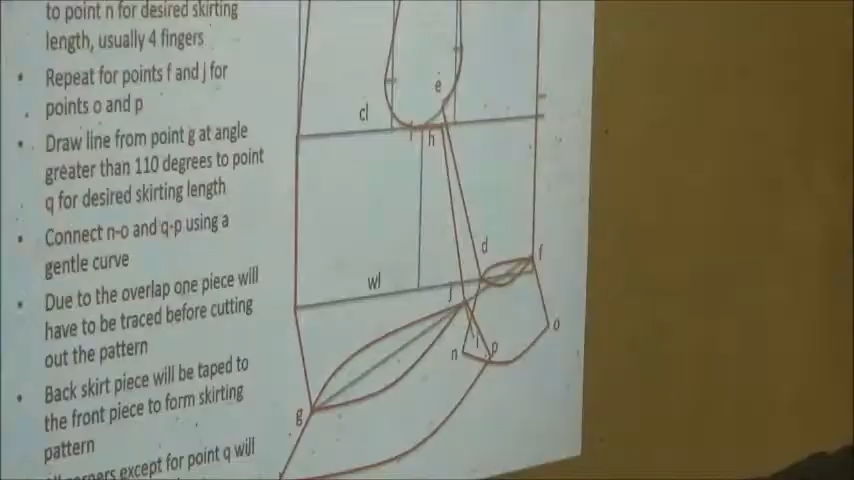 to point n for desired skirting
length, usually 4 fingers
• Repeat for points f and j for
points o and p
• Draw line from point g at angle
greater than 110 degrees to point
q for desired skirting length
• Connect n-o and q-p using a
gentle curve
• Due to the overlap one piece will
have to be traced before cutting
out the pattern
• Back skirt piece will be taped to
the front piece to form skirting
pattern
corners except for point q will
e
cl
h
d
f
wl
j
i
o
n
p
g